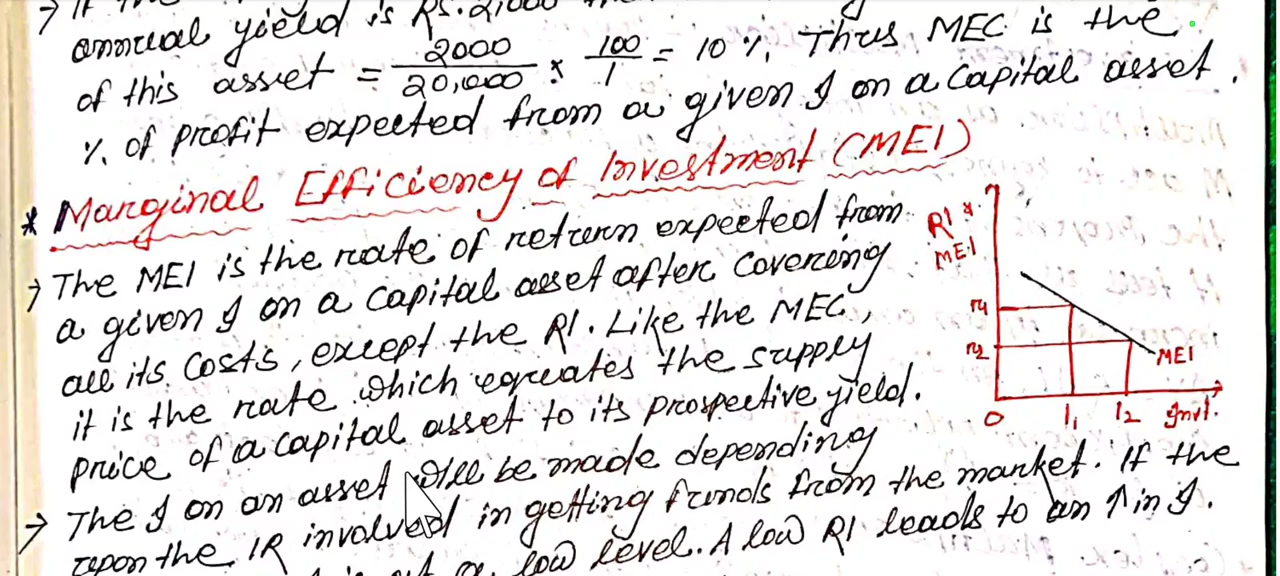 annual yield is Rs. 2,000
of this asset = 2000/20,000 × 100/1 = 10 %. Thus MEC is the
% of profit expected from a given I on a capital asset.
* Marginal Efficiency of Investment (MEI)
→ The MEI is the rate of return expected from
a given I on a capital asset after covering
all its costs, except the RI. Like the MEC,
it is the rate which equates the supply
price of a capital asset to its prospective yield.
→ The I on an asset will be made depending
upon the IR involved in getting funds from the market. If the
low level. A low RI leads to an ↑ in I.
RI &
MEI
r1
r2
MEI
0 I1 I2 Invt.